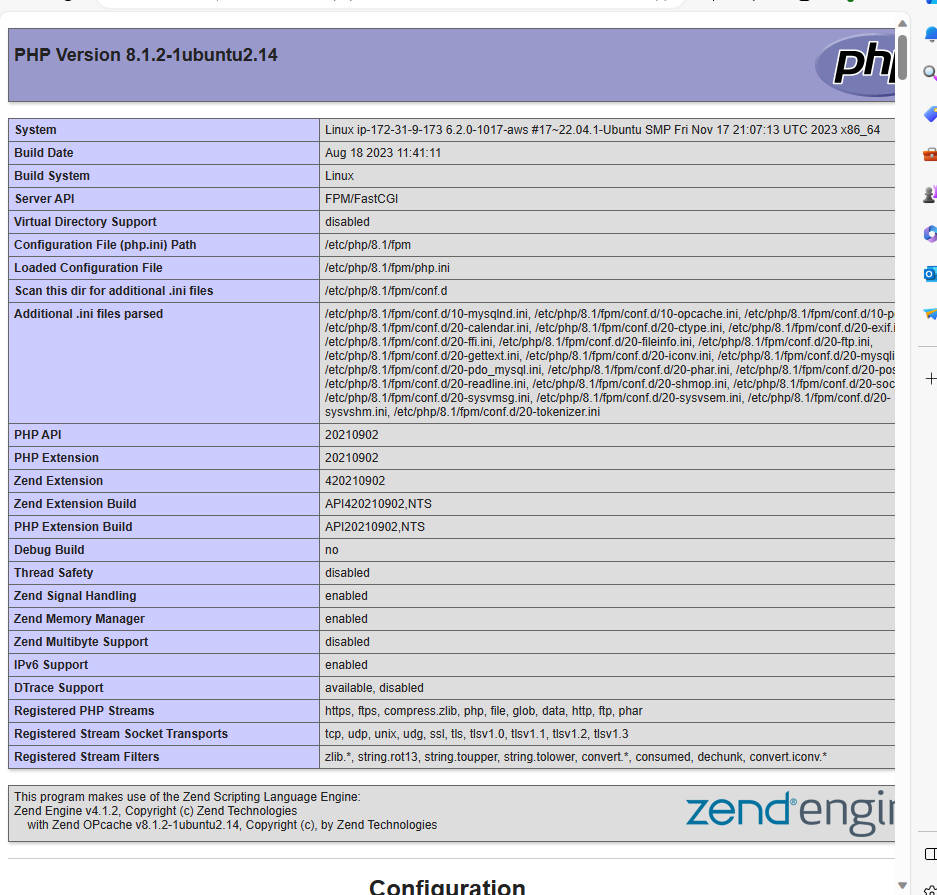 PHP Version 8.1.2-1ubuntu2.14
php
System Linux ip-172-31-9-173 6.2.0-1017-aws #17~22.04.1-Ubuntu SMP Fri Nov 17 21:07:13 UTC 2023 x86_64
Build Date Aug 18 2023 11:41:11
Build System Linux
Server API FPM/FastCGI
Virtual Directory Support disabled
Configuration File (php.ini) Path /etc/php/8.1/fpm
Loaded Configuration File /etc/php/8.1/fpm/php.ini
Scan this dir for additional .ini files /etc/php/8.1/fpm/conf.d
Additional .ini files parsed /etc/php/8.1/fpm/conf.d/10-mysqlnd.ini, /etc/php/8.1/fpm/conf.d/10-opcache.ini, /etc/php/8.1/fpm/conf.d/10-p
/etc/php/8.1/fpm/conf.d/20-calendar.ini, /etc/php/8.1/fpm/conf.d/20-ctype.ini, /etc/php/8.1/fpm/conf.d/20-exif.i
/etc/php/8.1/fpm/conf.d/20-ffi.ini, /etc/php/8.1/fpm/conf.d/20-fileinfo.ini, /etc/php/8.1/fpm/conf.d/20-ftp.ini,
/etc/php/8.1/fpm/conf.d/20-gettext.ini, /etc/php/8.1/fpm/conf.d/20-iconv.ini, /etc/php/8.1/fpm/conf.d/20-mysqli
/etc/php/8.1/fpm/conf.d/20-pdo_mysql.ini, /etc/php/8.1/fpm/conf.d/20-phar.ini, /etc/php/8.1/fpm/conf.d/20-pos
/etc/php/8.1/fpm/conf.d/20-readline.ini, /etc/php/8.1/fpm/conf.d/20-shmop.ini, /etc/php/8.1/fpm/conf.d/20-soc
/etc/php/8.1/fpm/conf.d/20-sysvmsg.ini, /etc/php/8.1/fpm/conf.d/20-sysvsem.ini, /etc/php/8.1/fpm/conf.d/20-
sysvshm.ini, /etc/php/8.1/fpm/conf.d/20-tokenizer.ini
PHP API 20210902
PHP Extension 20210902
Zend Extension 420210902
Zend Extension Build API420210902,NTS
PHP Extension Build API20210902,NTS
Debug Build no
Thread Safety disabled
Zend Signal Handling enabled
Zend Memory Manager enabled
Zend Multibyte Support disabled
IPv6 Support enabled
DTrace Support available, disabled
Registered PHP Streams https, ftps, compress.zlib, php, file, glob, data, http, ftp, phar
Registered Stream Socket Transports tcp, udp, unix, udg, ssl, tls, tlsv1.0, tlsv1.1, tlsv1.2, tlsv1.3
Registered Stream Filters zlib.*, string.rot13, string.toupper, string.tolower, convert.*, consumed, dechunk, convert.iconv.*
This program makes use of the Zend Scripting Language Engine:
Zend Engine v4.1.2, Copyright (c) Zend Technologies
with Zend OPcache v8.1.2-1ubuntu2.14, Copyright (c), by Zend Technologies
zend®engin
Configuration